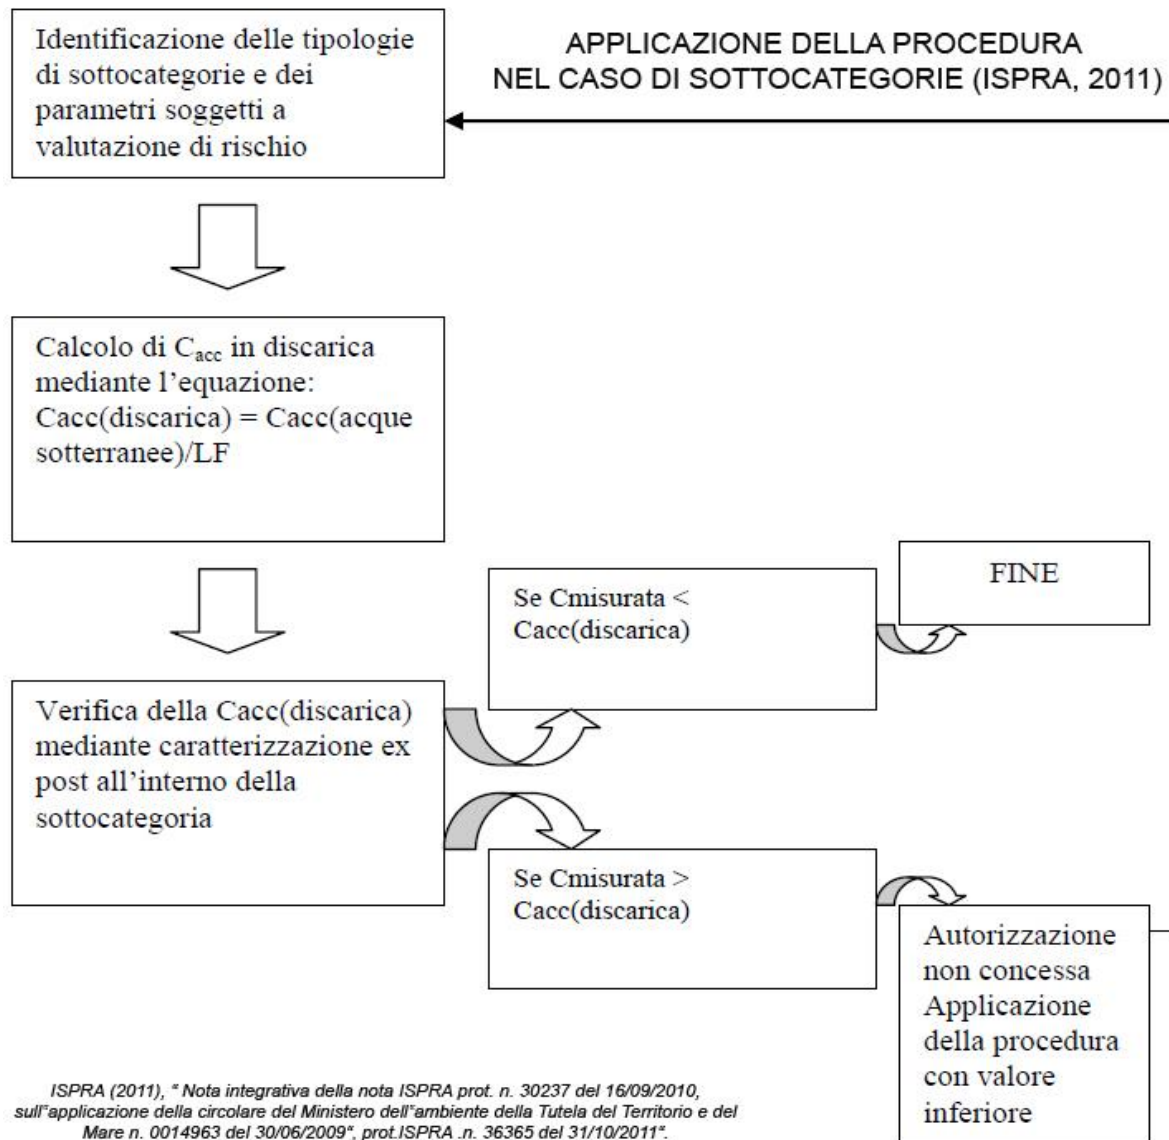 Identificazione delle tipologie
di sottocategorie e dei
parametri soggetti a
valutazione di rischio
APPLICAZIONE DELLA PROCEDURA
NEL CASO DI SOTTOCATEGORIE (ISPRA, 2011)
Calcolo di Cacc in discarica
mediante l'equazione:
Cacc(discarica) = Cacc(acque
sotterranee)/LF
Verifica della Cacc(discarica)
mediante caratterizzazione ex
post all'interno della
sottocategoria
Se Cmisurata <
Cacc(discarica)
FINE
Se Cmisurata >
Cacc(discarica)
Autorizzazione
non concessa
Applicazione
della procedura
con valore
inferiore
ISPRA (2011), “ Nota integrativa della nota ISPRA prot. n. 30237 del 16/09/2010,
sull"applicazione della circolare del Ministero dell"ambiente della Tutela del Territorio e del
Mare n. 0014963 del 30/06/2009“, prot.ISPRA .n. 36365 del 31/10/2011“.